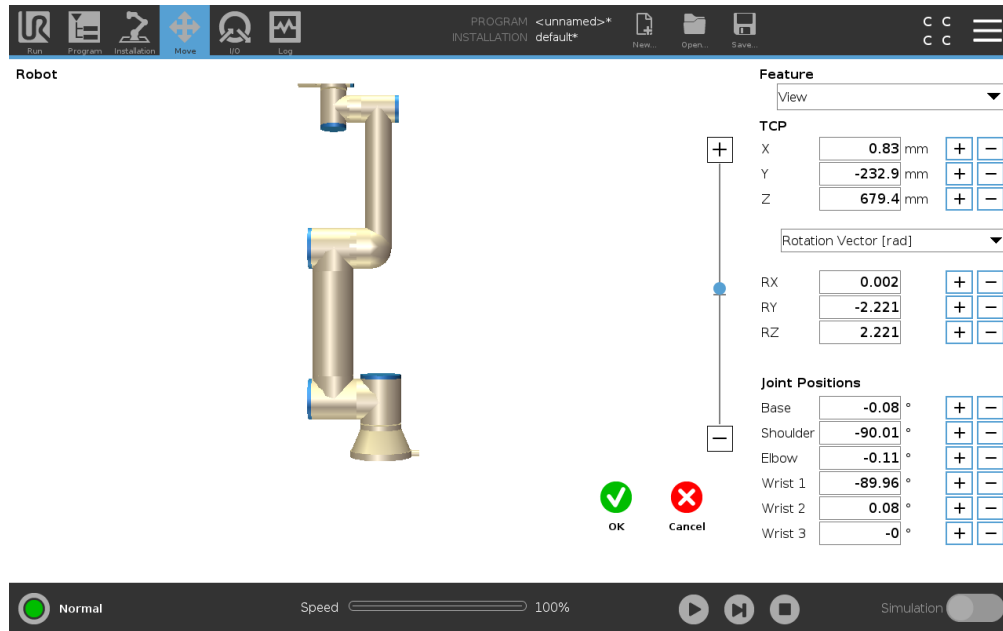 PROGRAM <unnamed>*
INSTALLATION default*
UR
Run Program Installation Move I/O Log
New... Open... Save...
C C
C C
Robot
Feature
View
TCP
X 0.83 mm + −
Y -232.9 mm + −
Z 679.4 mm + −
Rotation Vector [rad]
RX 0.002 + −
RY -2.221 + −
RZ 2.221 + −
Joint Positions
Base -0.08 ° + −
Shoulder -90.01 ° + −
Elbow -0.11 ° + −
Wrist 1 -89.96 ° + −
Wrist 2 0.08 ° + −
Wrist 3 -0 ° + −
+
−
OK Cancel
Normal Speed 100% Simulation